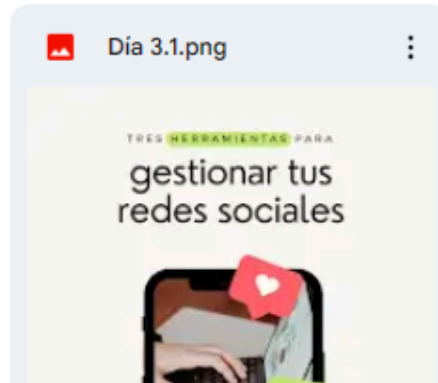 Día 3.1.png
TRES HERRAMIENTAS PARA
gestionar tus
redes sociales